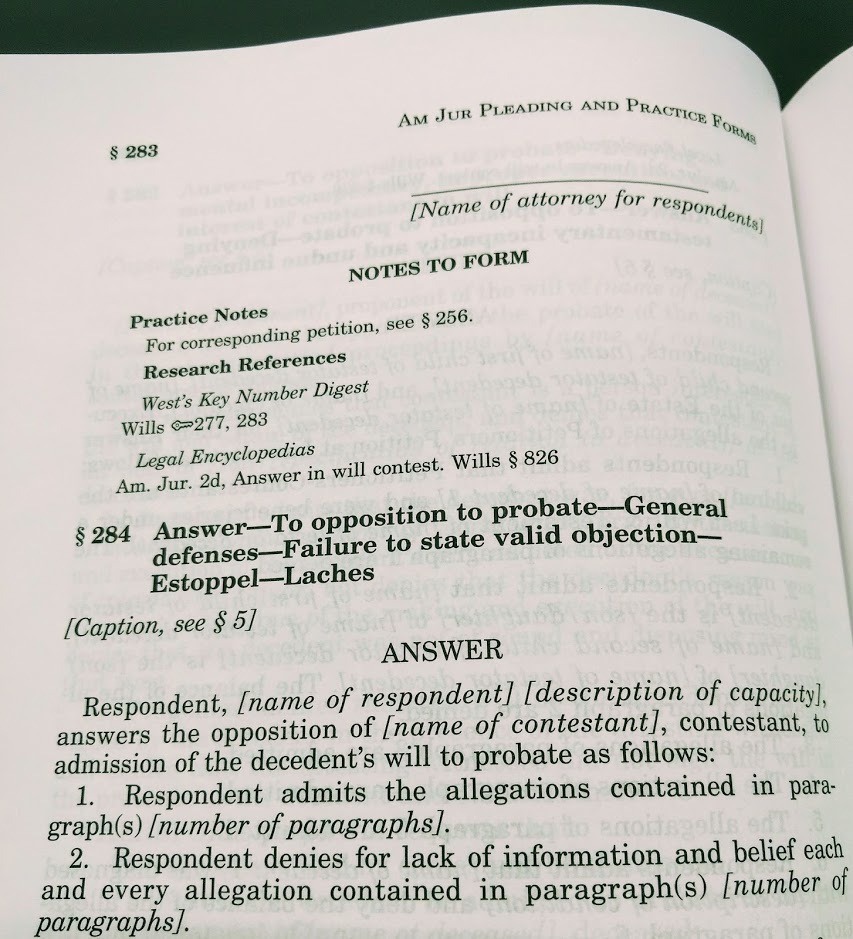 Am Jur Pleading and Practice Forms
§ 283
[Name of attorney for respondents]
NOTES TO FORM
Practice Notes
For corresponding petition, see § 256.
Research References
West's Key Number Digest
Wills 277, 283
Legal Encyclopedias
Am. Jur. 2d, Answer in will contest. Wills § 826
§ 284 Answer—To opposition to probate—General
defenses—Failure to state valid objection—
Estoppel—Laches
[Caption, see § 5]
ANSWER
Respondent, [name of respondent] [description of capacity],
answers the opposition of [name of contestant], contestant, to
admission of the decedent's will to probate as follows:
1. Respondent admits the allegations contained in para-
graph(s) [number of paragraphs].
2. Respondent denies for lack of information and belief each
and every allegation contained in paragraph(s) [number of
paragraphs].